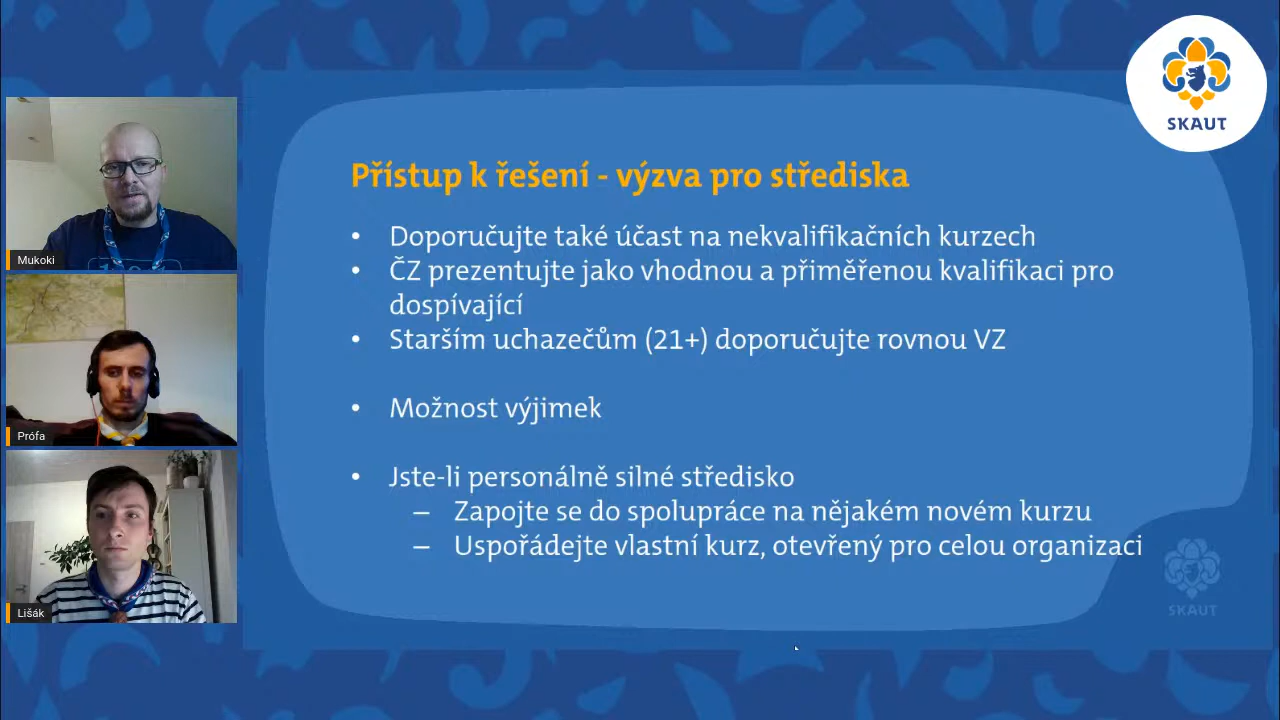 SKAUT
Přístup k řešení - výzva pro střediska
• Doporučujte také účast na nekvalifikačních kurzech
• ČZ prezentujte jako vhodnou a přiměřenou kvalifikaci pro
dospívající
• Starším uchazečům (21+) doporučujte rovnou VZ
• Možnost výjimek
• Jste-li personálně silné středisko
– Zapojte se do spolupráce na nějakém novém kurzu
– Uspořádejte vlastní kurz, otevřený pro celou organizaci
SKAUT
Mukoki
Prófa
Lišák